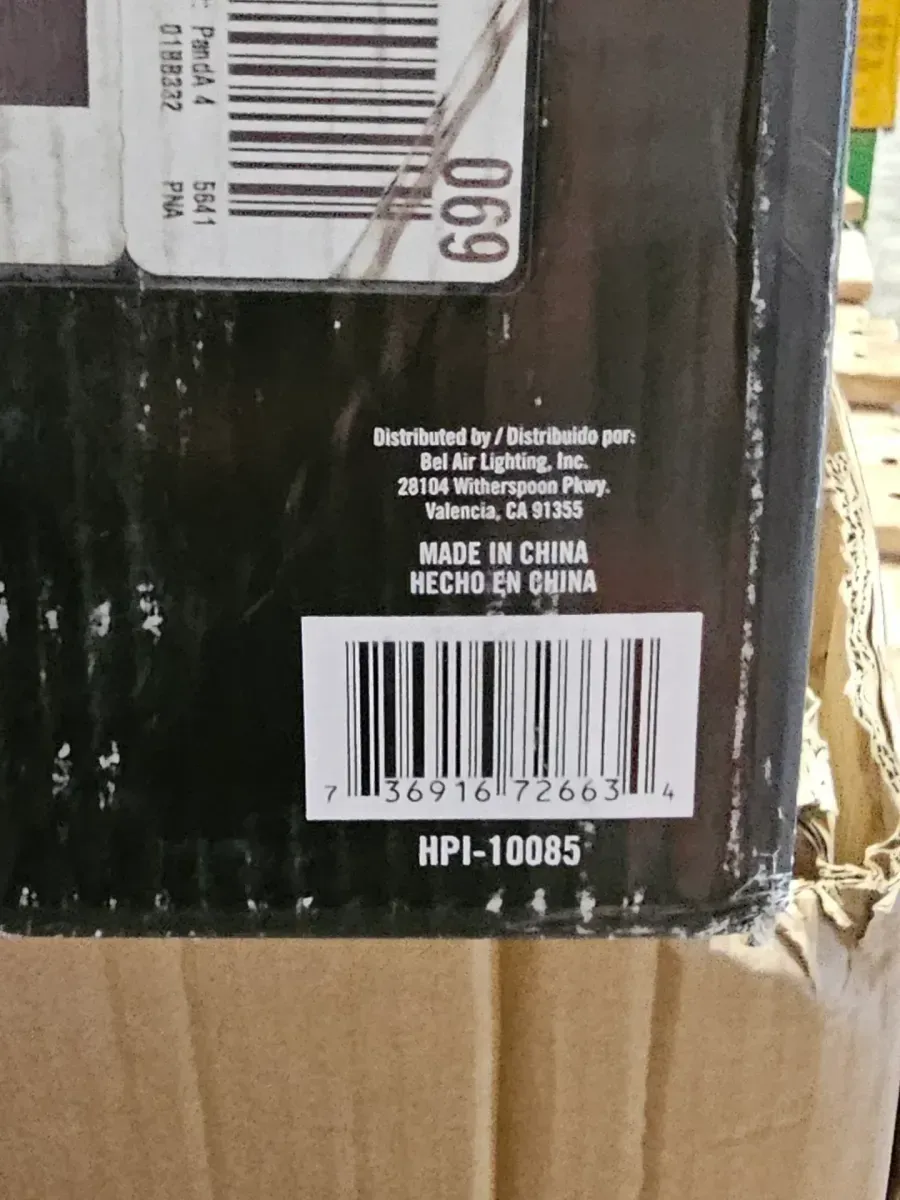 PandA 4 5641
01BB332 PNA
069
Distributed by / Distribuido por:
Bel Air Lighting, Inc.
28104 Witherspoon Pkwy.
Valencia, CA 91355
MADE IN CHINA
HECHO EN CHINA
7 36916 72663 4
HPI-10085